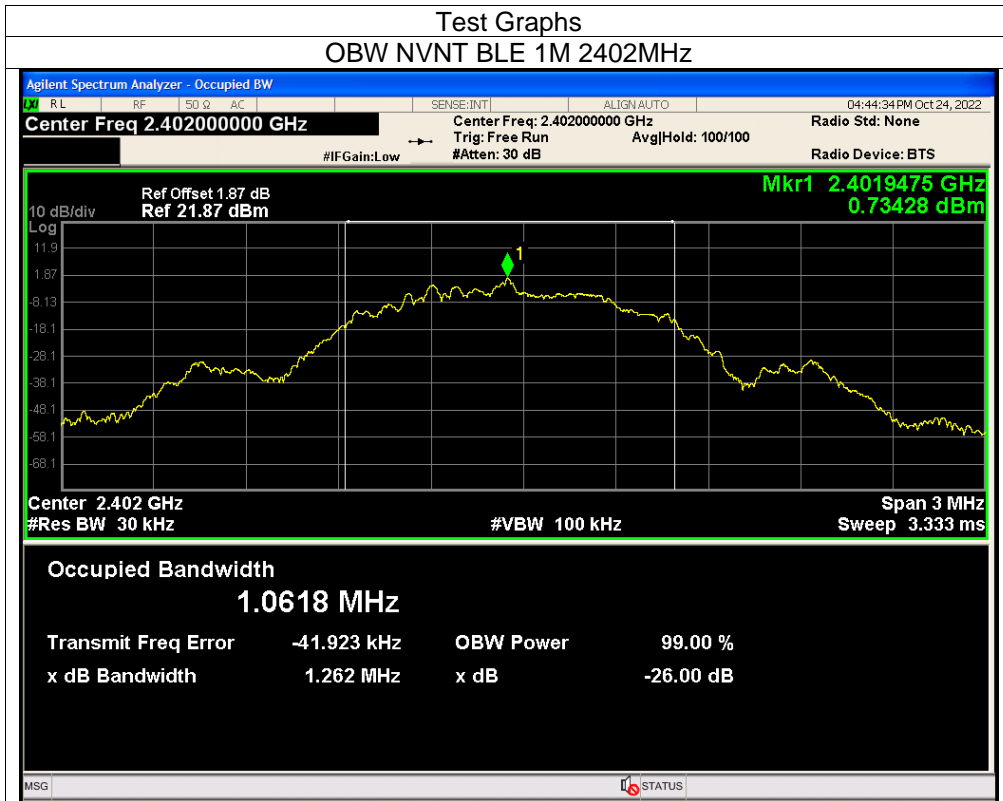 Test Graphs
OBW NVNT BLE 1M 2402MHz
Agilent Spectrum Analyzer - Occupied BW
LXI RL RF 50 Ω AC SENSE:INT ALIGN AUTO 04:44:34 PM Oct 24, 2022
Center Freq 2.402000000 GHz Center Freq: 2.402000000 GHz Radio Std: None
Trig: Free Run Avg|Hold: 100/100
#IFGain:Low #Atten: 30 dB Radio Device: BTS
Mkr1 2.4019475 GHz
Ref Offset 1.87 dB
10 dB/div Ref 21.87 dBm 0.73428 dBm
Log
11.9
1
1.87
-8.13
-18.1
-28.1
-38.1
-48.1
-58.1
-68.1
Center 2.402 GHz Span 3 MHz
#Res BW 30 kHz #VBW 100 kHz Sweep 3.333 ms
Occupied Bandwidth
1.0618 MHz
Transmit Freq Error -41.923 kHz OBW Power 99.00 %
x dB Bandwidth 1.262 MHz x dB -26.00 dB
MSG STATUS